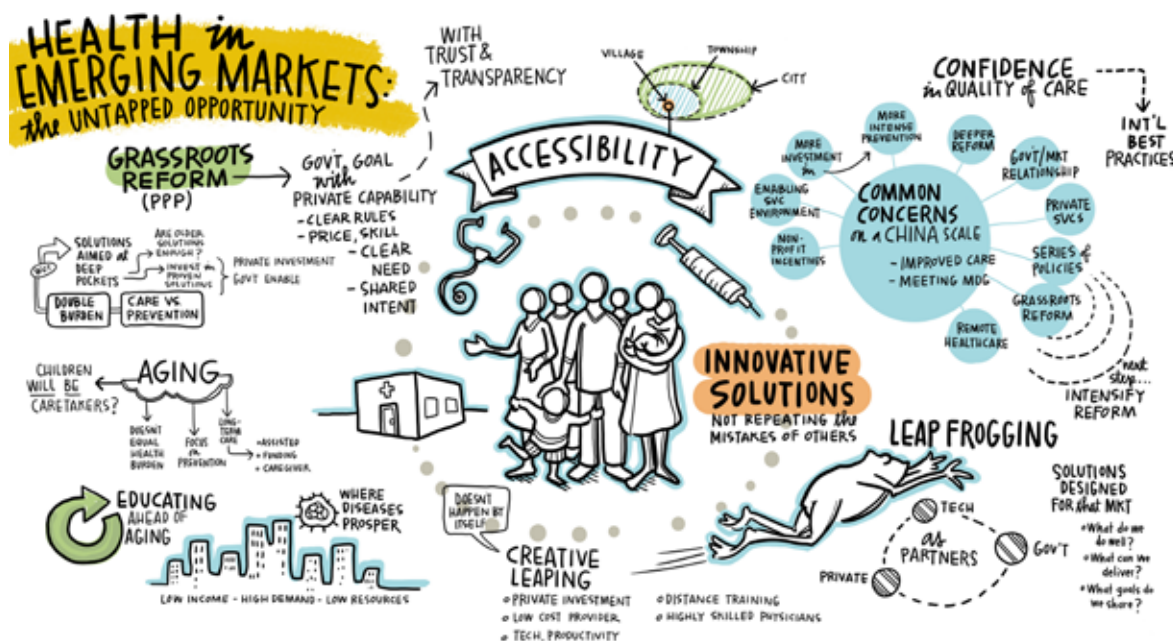 HEALTH in
EMERGING MARKETS:
the UNTAPPED OPPORTUNITY
GRASSROOTS
REFORM
(PPP)
GOV'T. GOAL
with
PRIVATE CAPABILITY
- CLEAR RULES
- PRICE, SKILL
- CLEAR
NEED
- SHARED
INTENT
WITH
TRUST &
TRANSPARENCY
SOLUTIONS
AIMED at
DEEP
POCKETS
ARE OLDER
SOLUTIONS
ENOUGH?
INVEST in
PROVEN
SOLUTIONS
PRIVATE INVESTMENT
GOV'T ENABLE
DOUBLE
BURDEN
CARE VS.
PREVENTION
CHILDREN
WILL BE
CARETAKERS?
AGING
DOESN'T
EQUAL
HEALTH
BURDEN
FOCUS
on
PREVENTION
LONG-
TERM
CARE
ASSISTED
FUNDING
CAREGIVER
EDUCATING
AHEAD OF
AGING
WHERE
DISEASES
PROSPER
LOW INCOME - HIGH DEMAND - LOW RESOURCES
VILLAGE
TOWNSHIP
CITY
ACCESSIBILITY
INNOVATIVE
SOLUTIONS
NOT REPEATING the
MISTAKES OF OTHERS
DOESN'T
HAPPEN BY
ITSELF
CREATIVE
LEAPING
PRIVATE INVESTMENT
LOW COST PROVIDER
TECH. PRODUCTIVITY
DISTANCE TRAINING
HIGHLY SKILLED PHYSICIANS
CONFIDENCE
in QUALITY OF CARE
INT'L
BEST
PRACTICES
COMMON
CONCERNS
on a CHINA SCALE
- IMPROVED CARE
- MEETING MDG
NON-
PROFIT
INCENTIVES
ENABLING
SVC
ENVIRONMENT
MORE
INVESTMENT
in
MORE
INTENSE
PREVENTION
DEEPER
REFORM
GOV'T/MKT
RELATIONSHIP
PRIVATE
SVCS
SERIES of
POLICIES
GRASSROOTS
REFORM
REMOTE
HEALTHCARE
next
step...
INTENSIFY
REFORM
LEAP FROGGING
TECH
as
PARTNERS
GOV'T
PRIVATE
SOLUTIONS
DESIGNED
FOR that MKT
What do we
do well?
What can we
deliver?
What goals do
we share?